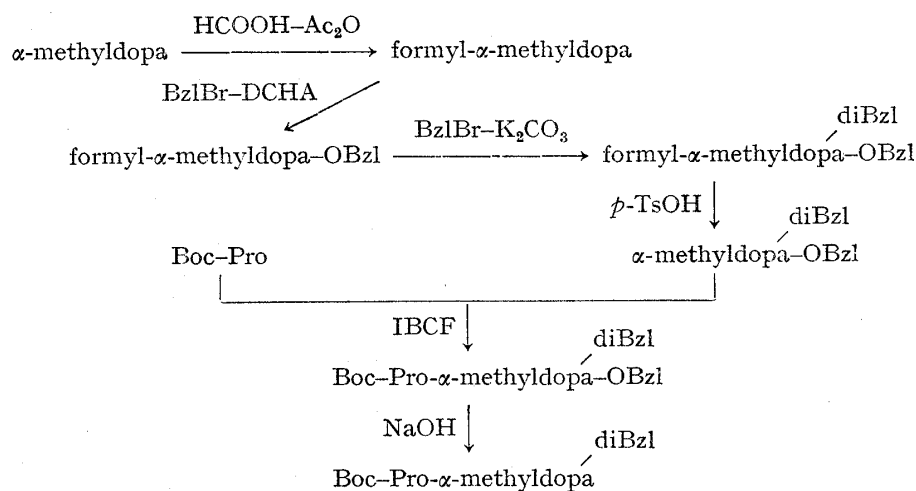 HCOOH–Ac₂O
α-methyldopa formyl-α-methyldopa
BzlBr–DCHA
BzlBr–K₂CO₃ diBzl
formyl-α-methyldopa–OBzl formyl-α-methyldopa–OBzl
p-TsOH diBzl
Boc–Pro α-methyldopa–OBzl
IBCF
diBzl
Boc–Pro-α-methyldopa–OBzl
NaOH
diBzl
Boc–Pro-α-methyldopa